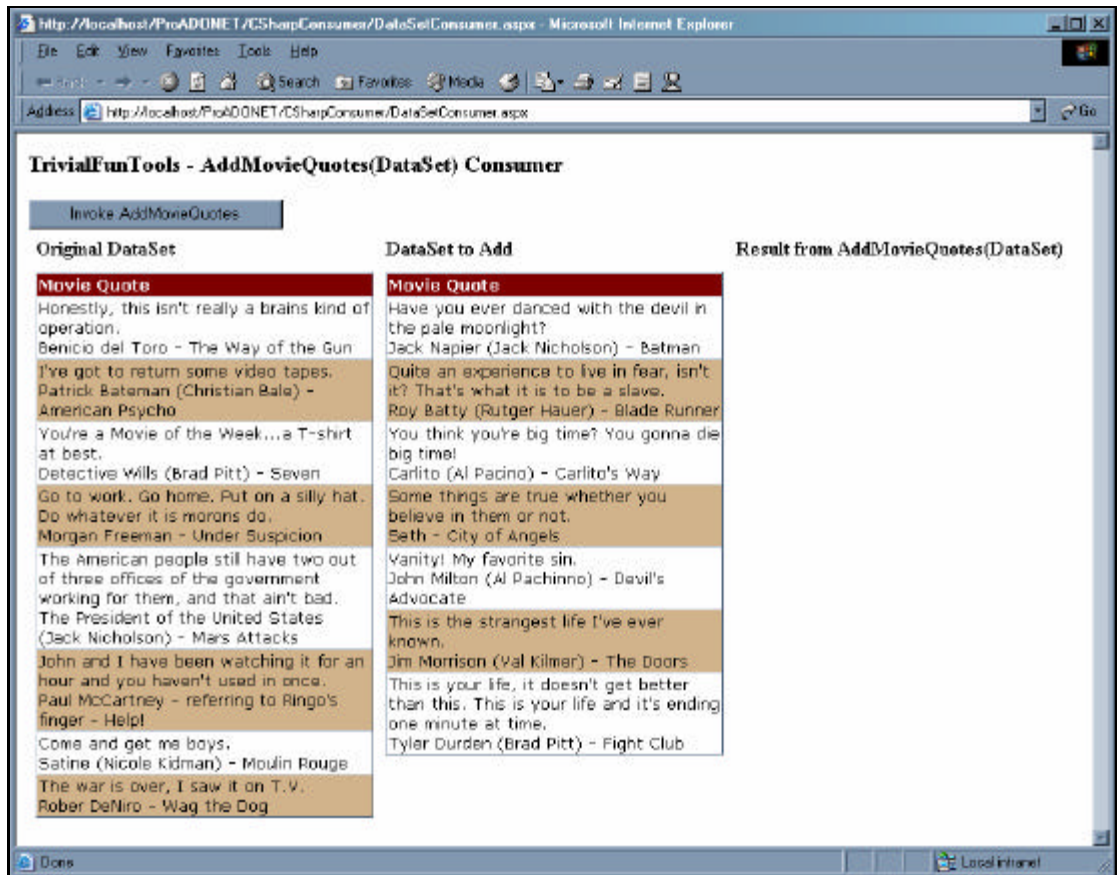 http://localhost/ProADONET/CSharpConsumer/DataSetConsumer.aspx - Microsoft Internet Explorer
File Edit View Favorites Tools Help
Back Search Favorites Media
Address http://localhost/ProADONET/CSharpConsumer/DataSetConsumer.aspx Go
TrivialFunTools - AddMovieQuotes(DataSet) Consumer
Invoke AddMovieQuotes
Original DataSet
Movie Quote
Honestly, this isn't really a brains kind of
operation.
Benicio del Toro - The Way of the Gun
I've got to return some video tapes.
Patrick Bateman (Christian Bale) -
American Psycho
You're a Movie of the Week...a T-shirt
at best.
Detective Wills (Brad Pitt) - Seven
Go to work. Go home. Put on a silly hat.
Do whatever it is morons do.
Morgan Freeman - Under Suspicion
The American people still have two out
of three offices of the government
working for them, and that ain't bad.
The President of the United States
(Jack Nicholson) - Mars Attacks
John and I have been watching it for an
hour and you haven't used in once.
Paul McCartney - referring to Ringo's
finger - Help!
Come and get me boys.
Satine (Nicole Kidman) - Moulin Rouge
The war is over, I saw it on T.V.
Rober DeNiro - Wag the Dog
DataSet to Add
Movie Quote
Have you ever danced with the devil in
the pale moonlight?
Jack Napier (Jack Nicholson) - Batman
Quite an experience to live in fear, isn't
it? That's what it is to be a slave.
Roy Batty (Rutger Hauer) - Blade Runner
You think you're big time? You gonna die
big time!
Carlito (Al Pacino) - Carlito's Way
Some things are true whether you
believe in them or not.
Seth - City of Angels
Vanity! My favorite sin.
John Milton (Al Pachinno) - Devil's
Advocate
This is the strangest life I've ever
known.
Jim Morrison (Val Kilmer) - The Doors
This is your life, it doesn't get better
than this. This is your life and it's ending
one minute at time.
Tyler Durden (Brad Pitt) - Fight Club
Result from AddMovieQuotes(DataSet)
Done
Local intranet